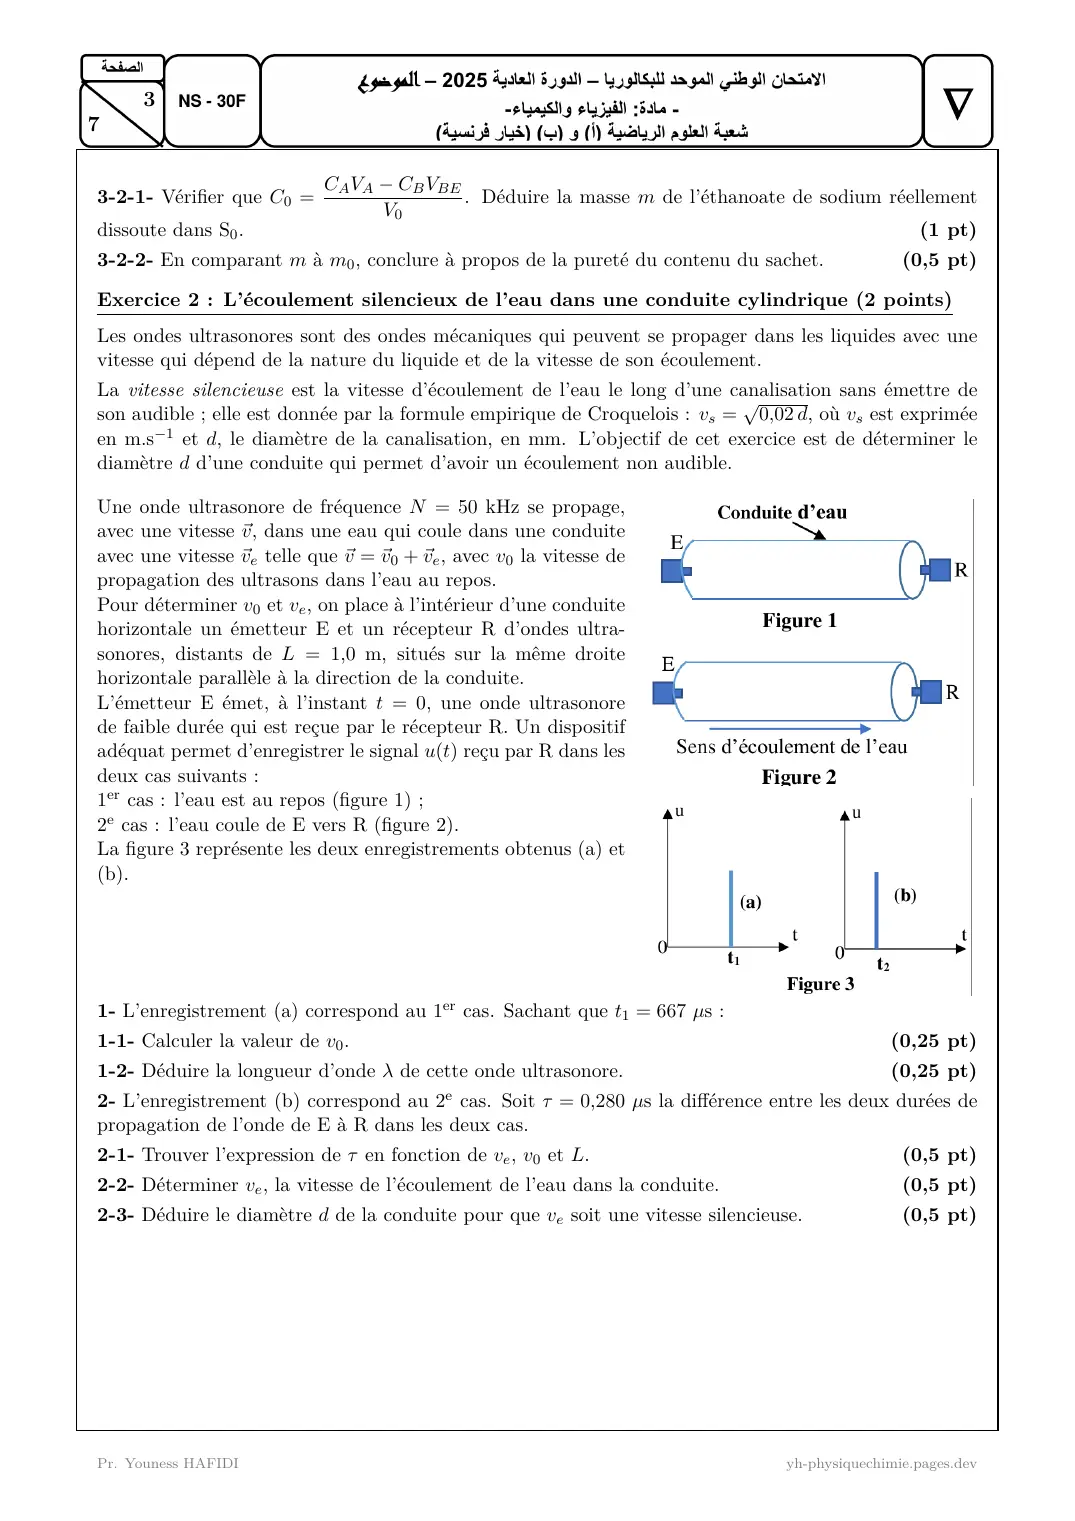 الصفحة
3
7
NS - 30F
الامتحان الوطني الموحد للبكالوريا – الدورة العادية 2025 – الموضوع
- مادة: الفيزياء والكيمياء-
شعبة العلوم الرياضية (أ) و (ب) (خيار فرنسية)
∇
3-2-1- Vérifier que C₀ = (C_A V_A − C_B V_BE) / V₀. Déduire la masse m de l'éthanoate de sodium réellement
dissoute dans S₀. (1 pt)
3-2-2- En comparant m à m₀, conclure à propos de la pureté du contenu du sachet. (0,5 pt)
Exercice 2 : L'écoulement silencieux de l'eau dans une conduite cylindrique (2 points)
Les ondes ultrasonores sont des ondes mécaniques qui peuvent se propager dans les liquides avec une
vitesse qui dépend de la nature du liquide et de la vitesse de son écoulement.
La vitesse silencieuse est la vitesse d'écoulement de l'eau le long d'une canalisation sans émettre de
son audible ; elle est donnée par la formule empirique de Croquelois : vₛ = √(0,02 d), où vₛ est exprimée
en m.s⁻¹ et d, le diamètre de la canalisation, en mm. L'objectif de cet exercice est de déterminer le
diamètre d d'une conduite qui permet d'avoir un écoulement non audible.
Une onde ultrasonore de fréquence N = 50 kHz se propage,
avec une vitesse v⃗, dans une eau qui coule dans une conduite
avec une vitesse v⃗ₑ telle que v⃗ = v⃗₀ + v⃗ₑ, avec v₀ la vitesse de
propagation des ultrasons dans l'eau au repos.
Pour déterminer v₀ et vₑ, on place à l'intérieur d'une conduite
horizontale un émetteur E et un récepteur R d'ondes ultra-
sonores, distants de L = 1,0 m, situés sur la même droite
horizontale parallèle à la direction de la conduite.
L'émetteur E émet, à l'instant t = 0, une onde ultrasonore
de faible durée qui est reçue par le récepteur R. Un dispositif
adéquat permet d'enregistrer le signal u(t) reçu par R dans les
deux cas suivants :
1er cas : l'eau est au repos (figure 1) ;
2e cas : l'eau coule de E vers R (figure 2).
La figure 3 représente les deux enregistrements obtenus (a) et
(b).
Conduite d'eau
E
R
Figure 1
E
R
Sens d'écoulement de l'eau
Figure 2
u
(a)
t
0
t₁
u
(b)
t
0
t₂
Figure 3
1- L'enregistrement (a) correspond au 1er cas. Sachant que t₁ = 667 μs :
1-1- Calculer la valeur de v₀. (0,25 pt)
1-2- Déduire la longueur d'onde λ de cette onde ultrasonore. (0,25 pt)
2- L'enregistrement (b) correspond au 2e cas. Soit τ = 0,280 μs la différence entre les deux durées de
propagation de l'onde de E à R dans les deux cas.
2-1- Trouver l'expression de τ en fonction de vₑ, v₀ et L. (0,5 pt)
2-2- Déterminer vₑ, la vitesse de l'écoulement de l'eau dans la conduite. (0,5 pt)
2-3- Déduire le diamètre d de la conduite pour que vₑ soit une vitesse silencieuse. (0,5 pt)
Pr. Youness HAFIDI
yh-physiquechimie.pages.dev